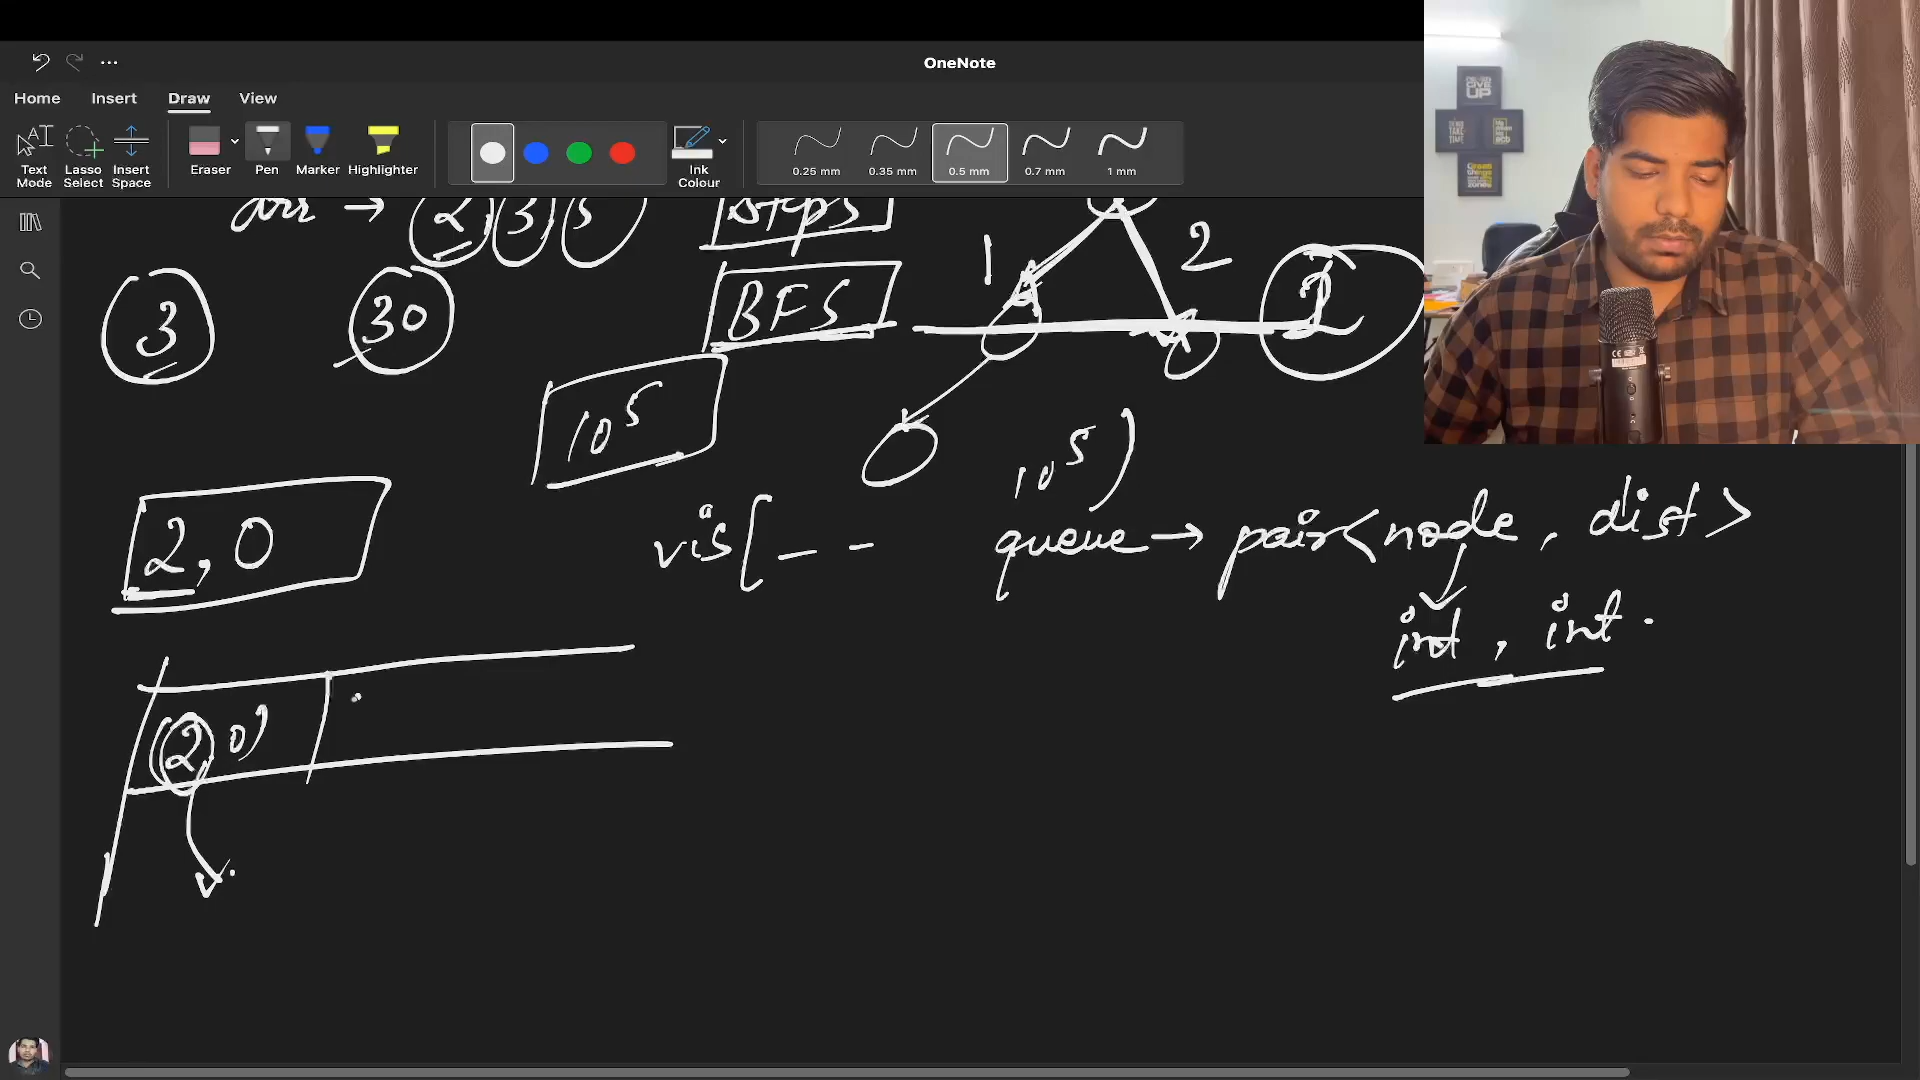 OneNote
Home Insert Draw View
Text Mode
Lasso Select
Insert Space
Eraser
Pen
Marker
Highlighter
Ink Colour
0.25 mm
0.35 mm
0.5 mm
0.7 mm
1 mm
arr → 2 3 5
steps
1
2
3
30
BFS
10^5
10^5)
2, 0
vis[ – –
queue → pair<node, dist>
int, int.
(2 0)